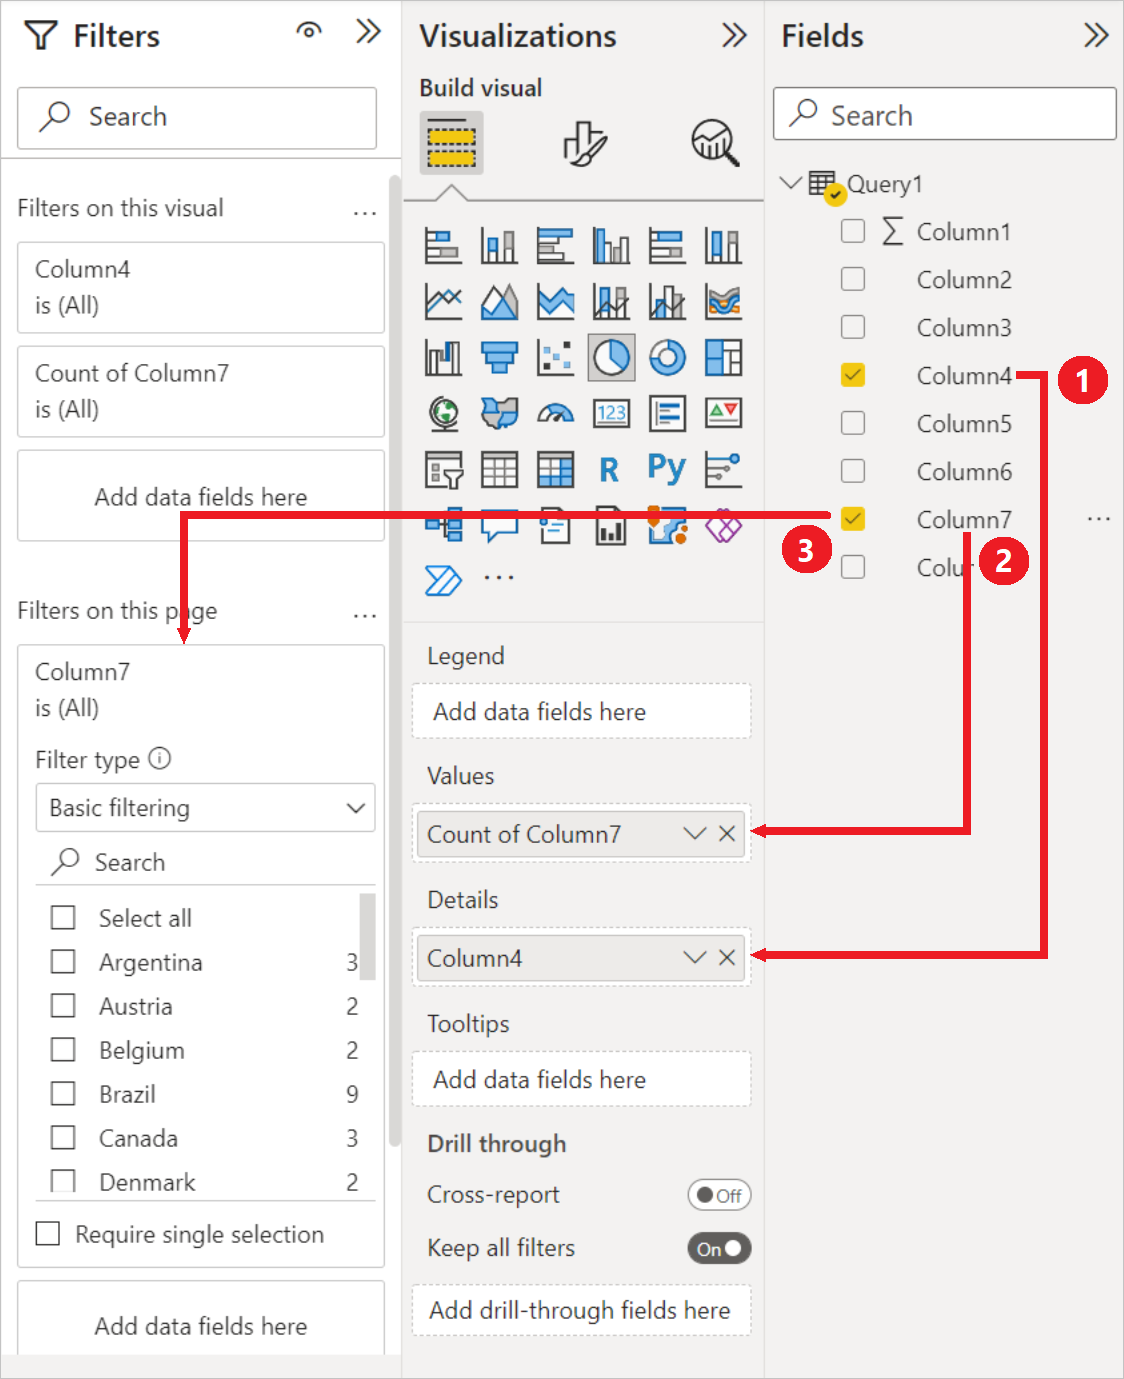 Filters
Search
Filters on this visual
...
Column4
is (All)
Count of Column7
is (All)
Add data fields here
Filters on this page
...
Column7
is (All)
Filter type
Basic filtering
Search
Select all
Argentina 3
Austria 2
Belgium 2
Brazil 9
Canada 3
Denmark 2
Require single selection
Add data fields here
Visualizations
Build visual
123
R
Py
...
Legend
Add data fields here
Values
Count of Column7
Details
Column4
Tooltips
Add data fields here
Drill through
Cross-report
Off
Keep all filters
On
Add drill-through fields here
Fields
Search
Query1
Σ Column1
Column2
Column3
Column4
1
Column5
Column6
Column7
...
3
2